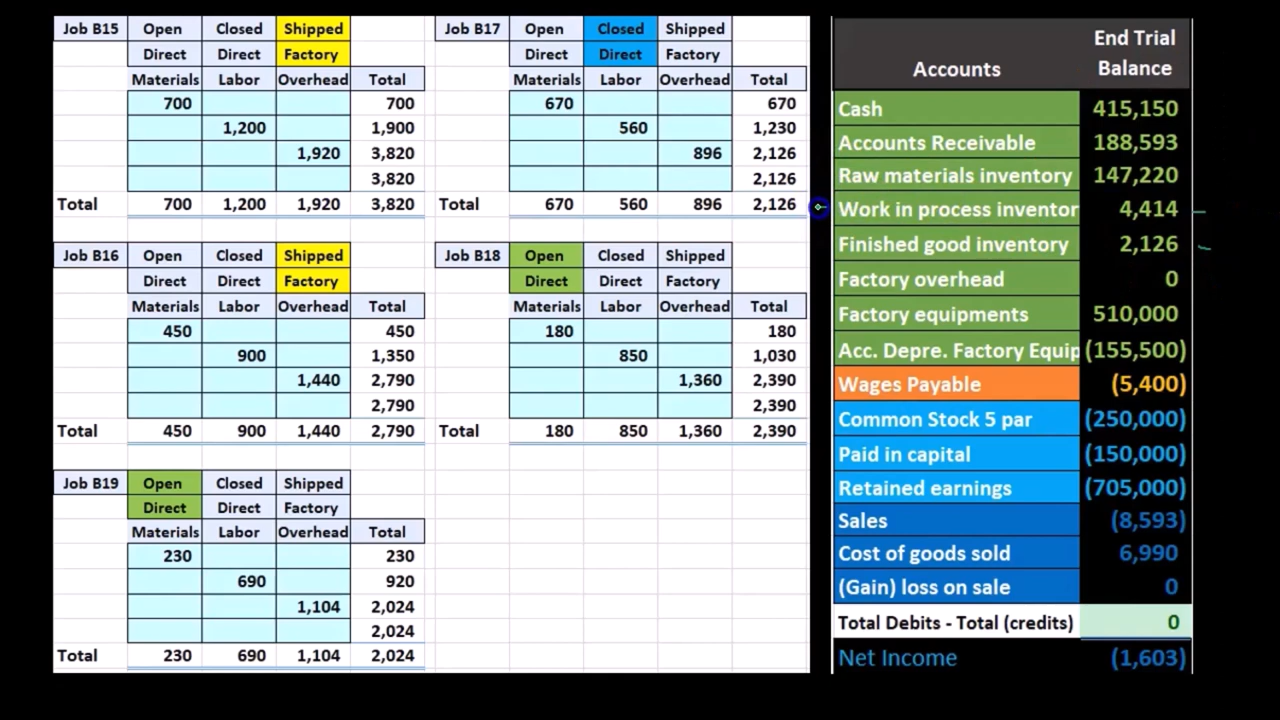 Job B15 Open Closed Shipped
Direct Direct Factory
Materials Labor Overhead Total
700 700
1,200 1,900
1,920 3,820
3,820
Total 700 1,200 1,920 3,820
Job B16 Open Closed Shipped
Direct Direct Factory
Materials Labor Overhead Total
450 450
900 1,350
1,440 2,790
2,790
Total 450 900 1,440 2,790
Job B19 Open Closed Shipped
Direct Direct Factory
Materials Labor Overhead Total
230 230
690 920
1,104 2,024
2,024
Total 230 690 1,104 2,024
Job B17 Open Closed Shipped
Direct Direct Factory
Materials Labor Overhead Total
670 670
560 1,230
896 2,126
2,126
Total 670 560 896 2,126
Job B18 Open Closed Shipped
Direct Direct Factory
Materials Labor Overhead Total
180 180
850 1,030
1,360 2,390
2,390
Total 180 850 1,360 2,390
End Trial
Accounts Balance
Cash 415,150
Accounts Receivable 188,593
Raw materials inventory 147,220
Work in process inventor 4,414
Finished good inventory 2,126
Factory overhead 0
Factory equipments 510,000
Acc. Depre. Factory Equip (155,500)
Wages Payable (5,400)
Common Stock 5 par (250,000)
Paid in capital (150,000)
Retained earnings (705,000)
Sales (8,593)
Cost of goods sold 6,990
(Gain) loss on sale 0
Total Debits - Total (credits) 0
Net Income (1,603)